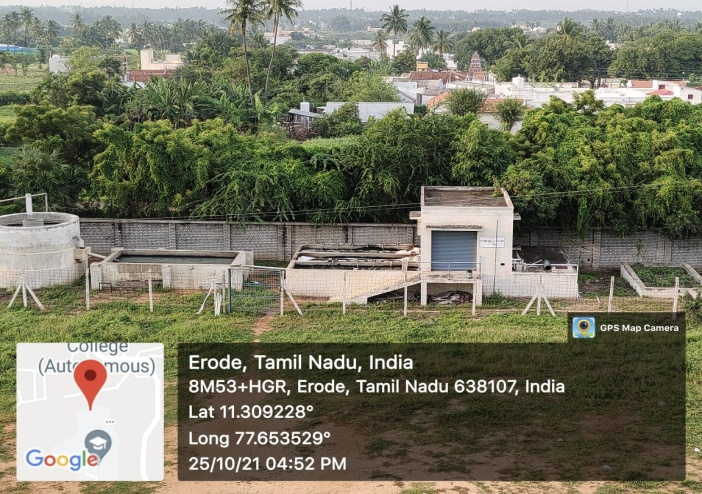 GPS Map Camera
College
(Autonomous)
Google
Erode, Tamil Nadu, India
8M53+HGR, Erode, Tamil Nadu 638107, India
Lat 11.309228°
Long 77.653529°
25/10/21 04:52 PM